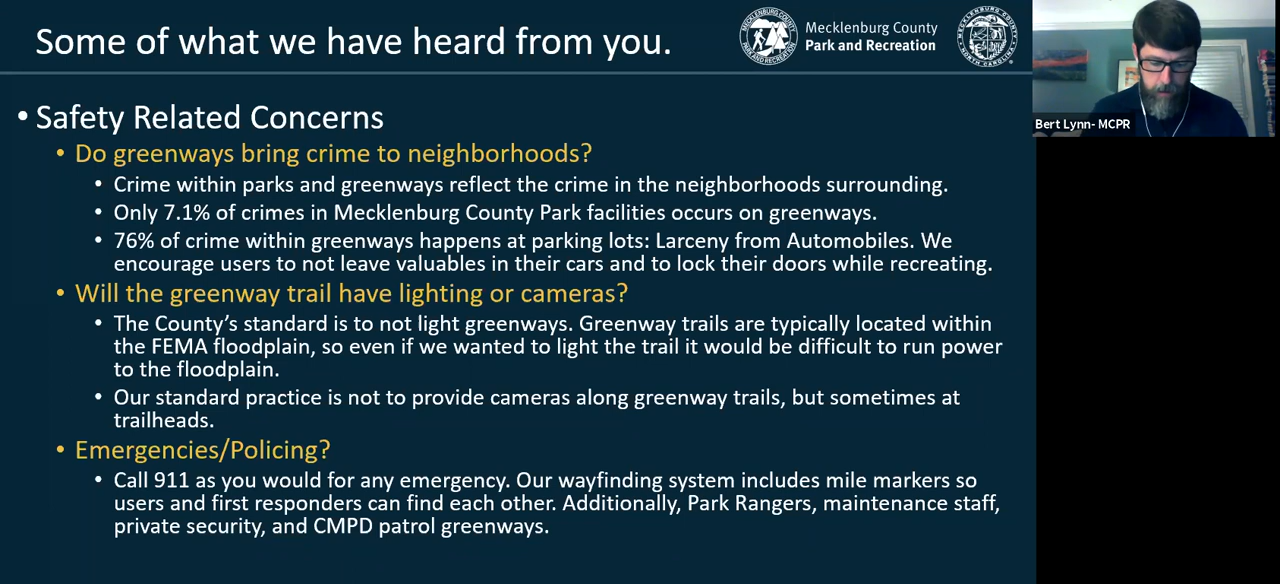 Some of what we have heard from you.
MECKLENBURG COUNTY
PARK AND RECREATION
Mecklenburg County
Park and Recreation
MECKLENBURG COUNTY
NORTH CAROLINA
Bert Lynn- MCPR
• Safety Related Concerns
• Do greenways bring crime to neighborhoods?
• Crime within parks and greenways reflect the crime in the neighborhoods surrounding.
• Only 7.1% of crimes in Mecklenburg County Park facilities occurs on greenways.
• 76% of crime within greenways happens at parking lots: Larceny from Automobiles. We
encourage users to not leave valuables in their cars and to lock their doors while recreating.
• Will the greenway trail have lighting or cameras?
• The County’s standard is to not light greenways. Greenway trails are typically located within
the FEMA floodplain, so even if we wanted to light the trail it would be difficult to run power
to the floodplain.
• Our standard practice is not to provide cameras along greenway trails, but sometimes at
trailheads.
• Emergencies/Policing?
• Call 911 as you would for any emergency. Our wayfinding system includes mile markers so
users and first responders can find each other. Additionally, Park Rangers, maintenance staff,
private security, and CMPD patrol greenways.